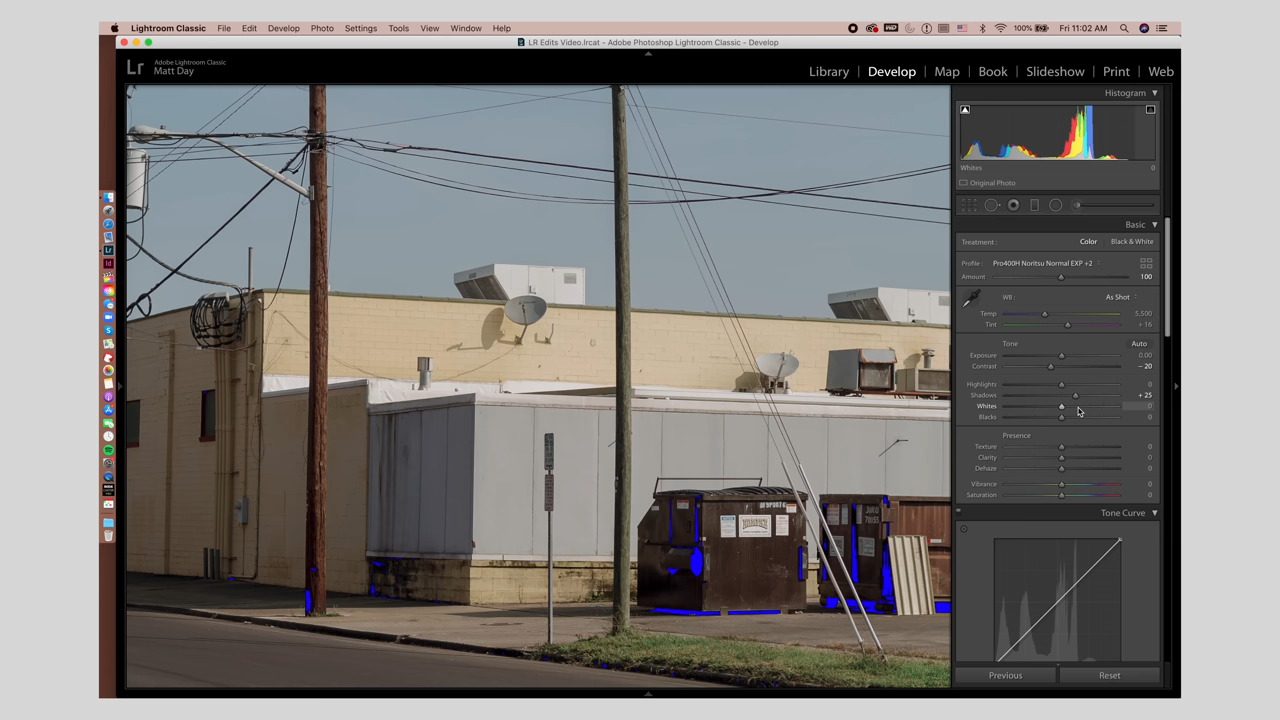 Lightroom Classic File Edit Develop Photo Settings Tools View Window Help 100% Fri 11:02 AM
LR Edits Video.lrcat - Adobe Photoshop Lightroom Classic - Develop
Lr Adobe Lightroom Classic
Matt Day
Library | Develop | Map | Book | Slideshow | Print | Web
Histogram
Whites 0
Original Photo
Basic
Treatment: Color Black & White
Profile: Pro400H Noritsu Normal EXP +2
Amount 100
WB: As Shot
Temp 5,500
Tint + 16
Tone Auto
Exposure 0.00
Contrast – 20
Highlights 0
Shadows + 25
Whites 0
Blacks 0
Presence
Texture 0
Clarity 0
Dehaze 0
Vibrance 0
Saturation 0
Tone Curve
Previous Reset